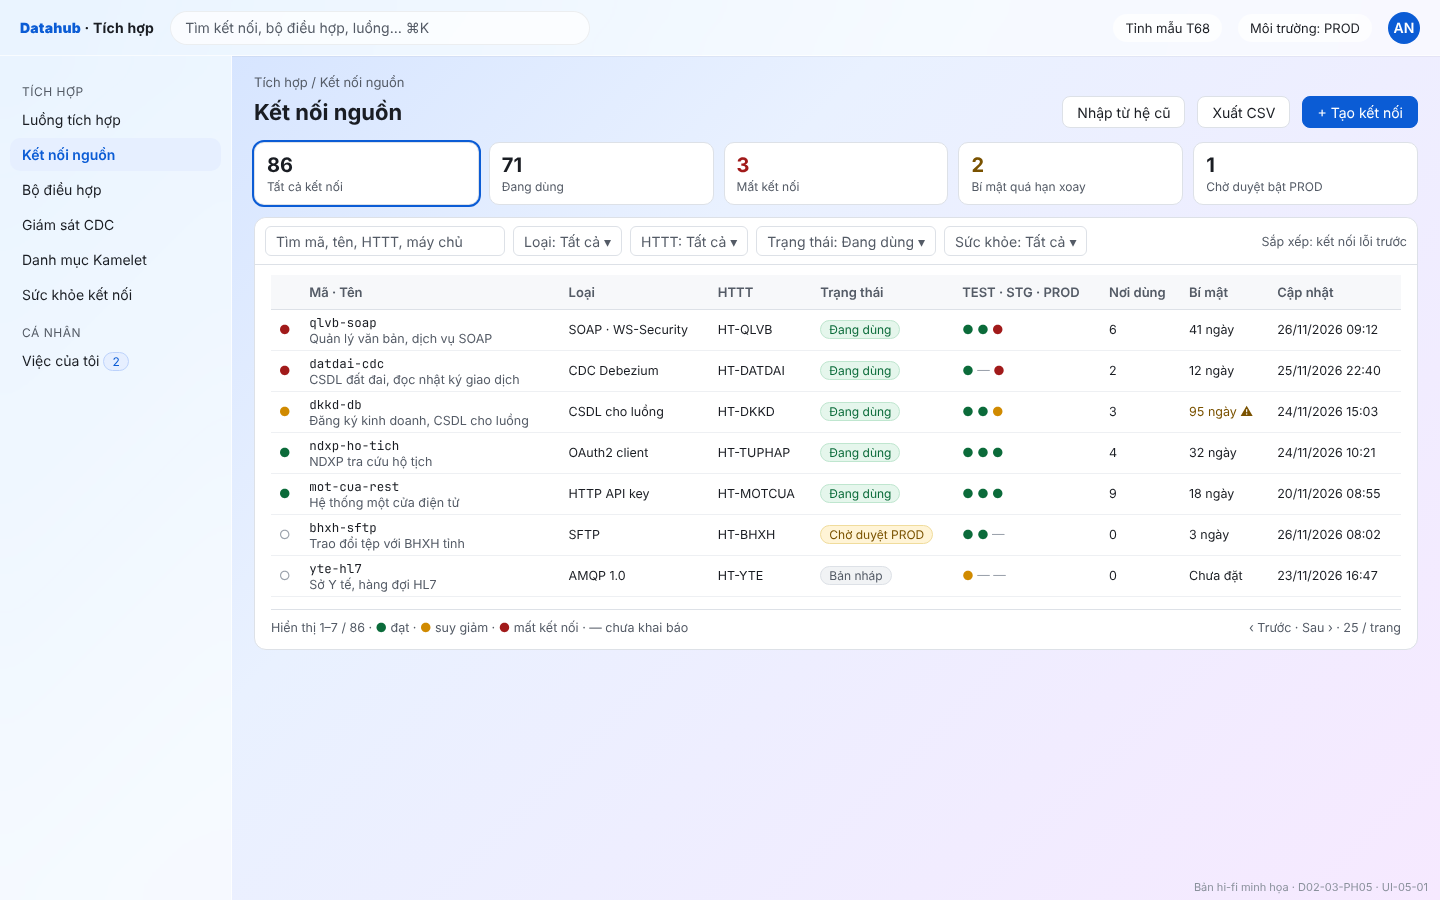 Datahub · Tích hợp
Tìm kết nối, bộ điều hợp, luồng... ⌘K
Tỉnh mẫu T68
Môi trường: PROD
AN
TÍCH HỢP
Luồng tích hợp
Kết nối nguồn
Bộ điều hợp
Giám sát CDC
Danh mục Kamelet
Sức khỏe kết nối
CÁ NHÂN
Việc của tôi 2
Tích hợp / Kết nối nguồn
Kết nối nguồn
Nhập từ hệ cũ
Xuất CSV
+ Tạo kết nối
86
Tất cả kết nối
71
Đang dùng
3
Mất kết nối
2
Bí mật quá hạn xoay
1
Chờ duyệt bật PROD
Tìm mã, tên, HTTT, máy chủ
Loại: Tất cả ▾
HTTT: Tất cả ▾
Trạng thái: Đang dùng ▾
Sức khỏe: Tất cả ▾
Sắp xếp: kết nối lỗi trước
Mã · Tên Loại HTTT Trạng thái TEST · STG · PROD Nơi dùng Bí mật Cập nhật
qlvb-soap
Quản lý văn bản, dịch vụ SOAP
SOAP · WS-Security HT-QLVB Đang dùng ● ● ● 6 41 ngày 26/11/2026 09:12
datdai-cdc
CSDL đất đai, đọc nhật ký giao dịch
CDC Debezium HT-DATDAI Đang dùng ● — ● 2 12 ngày 25/11/2026 22:40
dkkd-db
Đăng ký kinh doanh, CSDL cho luồng
CSDL cho luồng HT-DKKD Đang dùng ● ● ● 3 95 ngày ⚠ 24/11/2026 15:03
ndxp-ho-tich
NDXP tra cứu hộ tịch
OAuth2 client HT-TUPHAP Đang dùng ● ● ● 4 32 ngày 24/11/2026 10:21
mot-cua-rest
Hệ thống một cửa điện tử
HTTP API key HT-MOTCUA Đang dùng ● ● ● 9 18 ngày 20/11/2026 08:55
bhxh-sftp
Trao đổi tệp với BHXH tỉnh
SFTP HT-BHXH Chờ duyệt PROD ● ● — 0 3 ngày 26/11/2026 08:02
yte-hl7
Sở Y tế, hàng đợi HL7
AMQP 1.0 HT-YTE Bản nháp ● — — 0 Chưa đặt 23/11/2026 16:47
Hiển thị 1–7 / 86 · ● đạt · ● suy giảm · ● mất kết nối · — chưa khai báo
‹ Trước · Sau › · 25 / trang
Bản hi-fi minh họa · D02-03-PH05 · UI-05-01